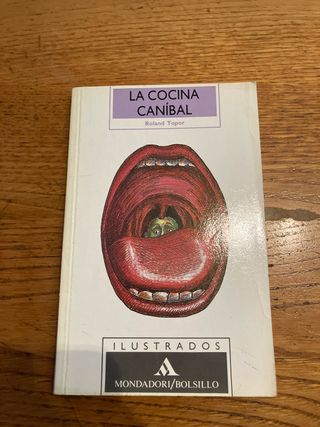 LA COCINA
CANÍBAL
Roland Topor
ILUSTRADOS
MONDADORI/BOLSILLO